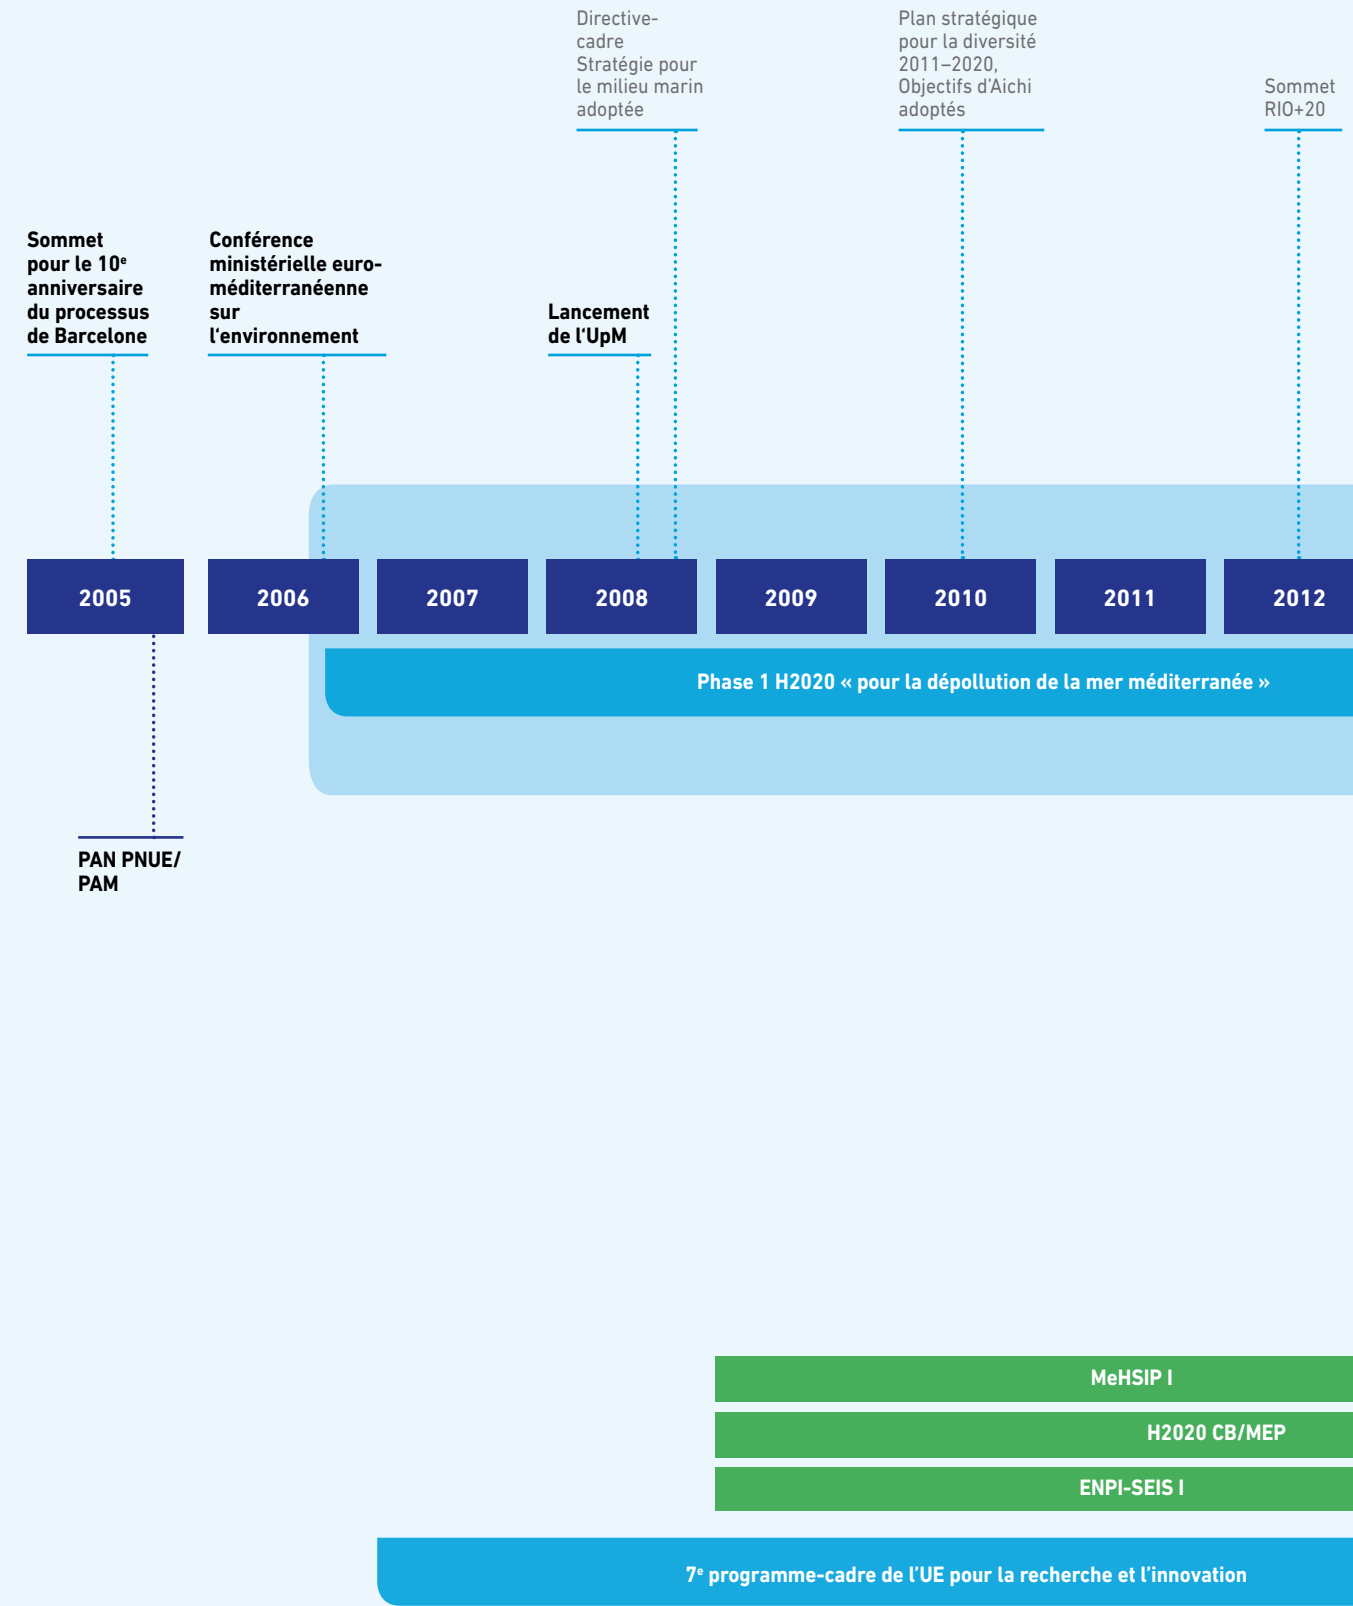 Directive-
cadre
Stratégie pour
le milieu marin
adoptée
Plan stratégique
pour la diversité
2011–2020,
Objectifs d’Aichi
adoptés
Sommet
RIO+20
Sommet
pour le 10e
anniversaire
du processus
de Barcelone
Conférence
ministérielle euro-
méditerranéenne
sur
l‘environnement
Lancement
de l‘UpM
2005
2006
2007
2008
2009
2010
2011
2012
Phase 1 H2020 « pour la dépollution de la mer méditerranée »
PAN PNUE/
PAM
MeHSIP I
H2020 CB/MEP
ENPI-SEIS I
7e programme-cadre de l’UE pour la recherche et l’innovation